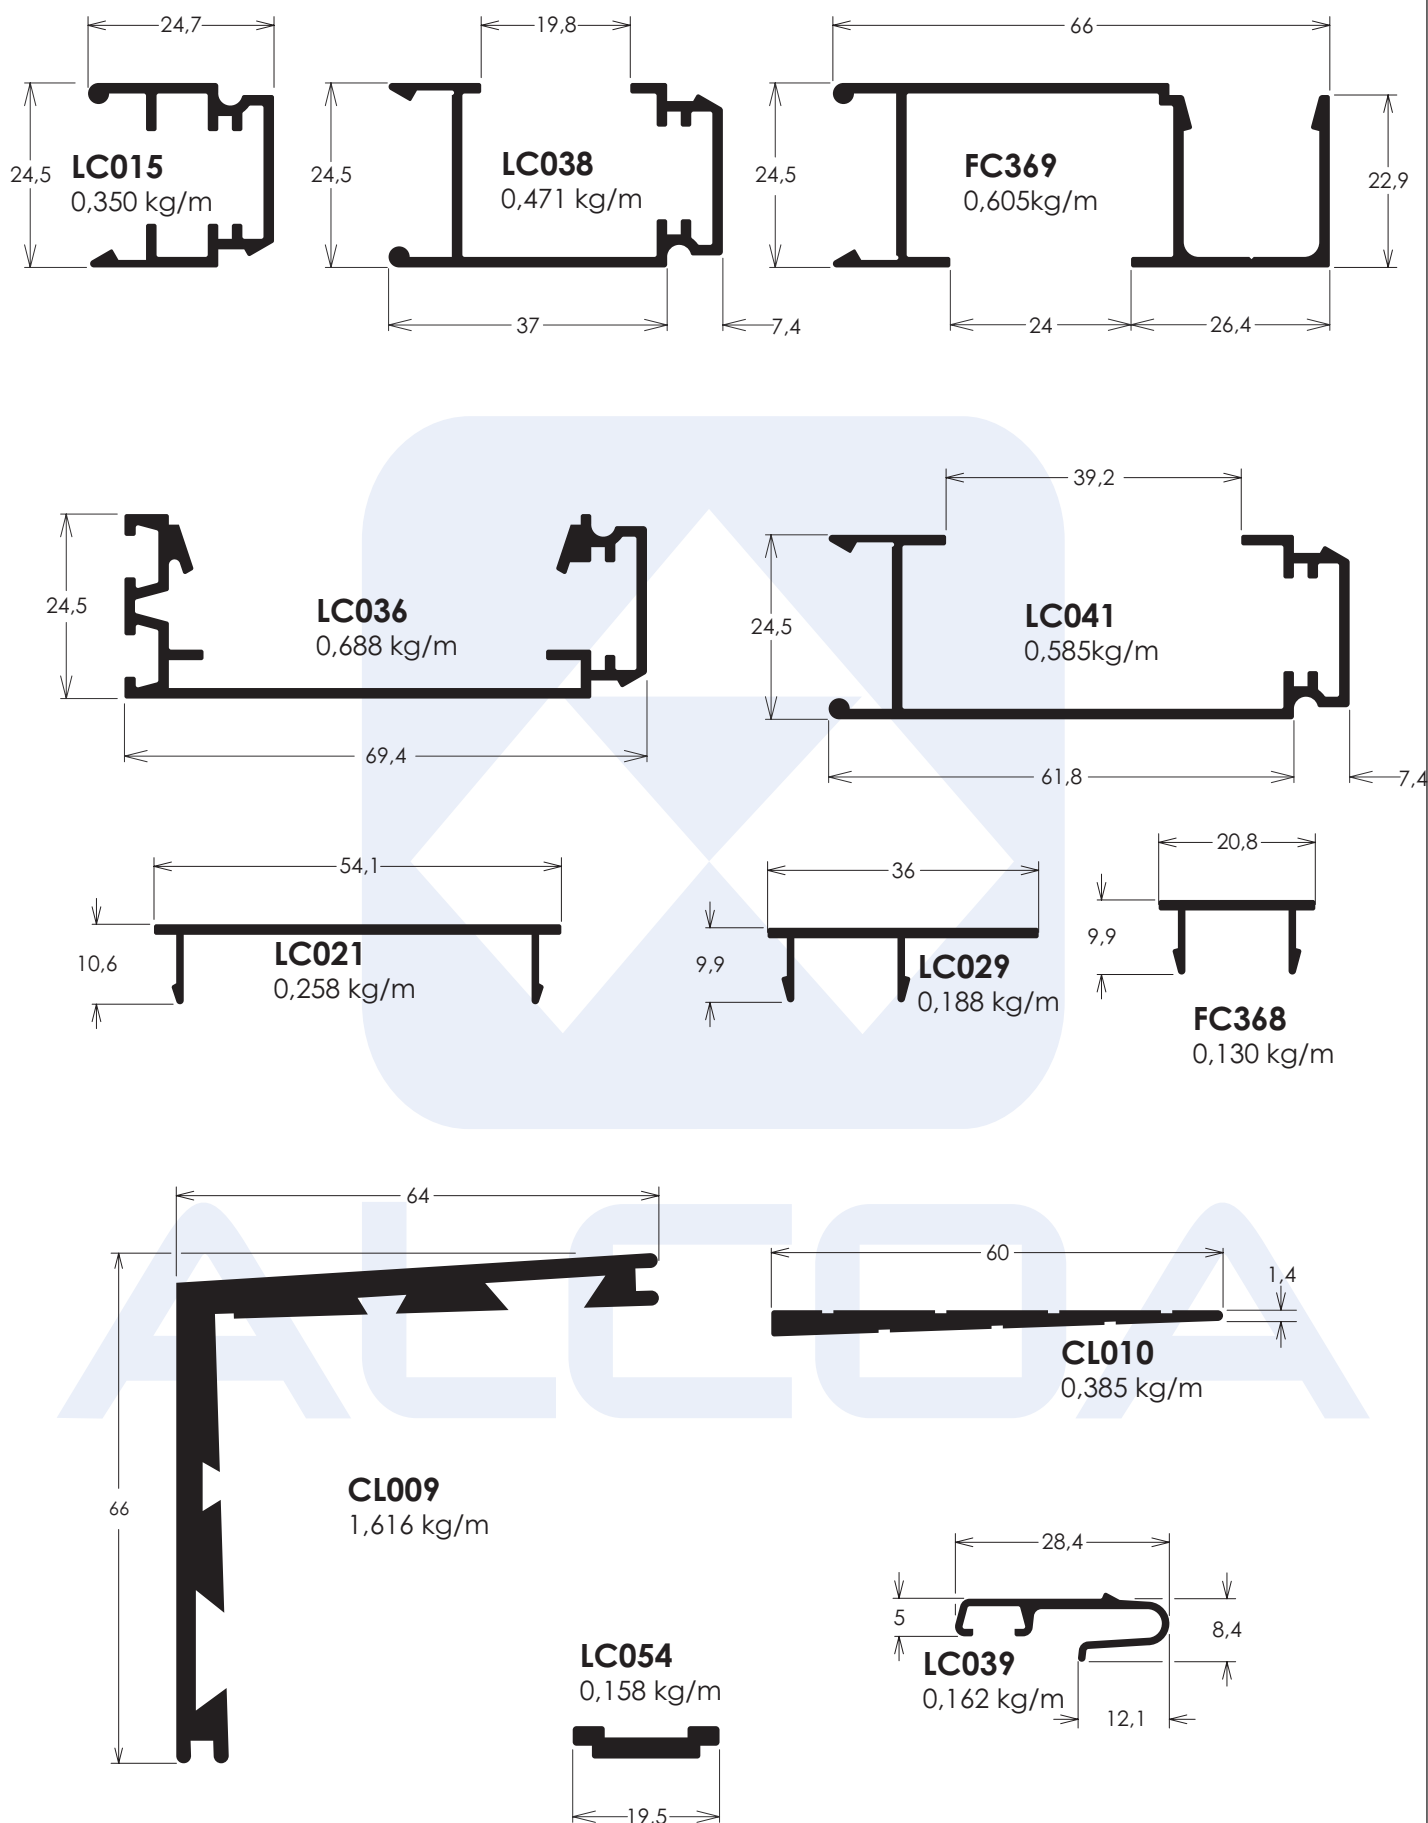 24,7
19,8
66
24,5
LC015
0,350 kg/m
24,5
LC038
0,471 kg/m
24,5
FC369
0,605kg/m
22,9
37
7,4
24
26,4
39,2
24,5
LC036
0,688 kg/m
24,5
LC041
0,585kg/m
69,4
61,8
7,4
54,1
36
20,8
10,6
LC021
0,258 kg/m
9,9
LC029
0,188 kg/m
9,9
FC368
0,130 kg/m
ALCOA
64
60
1,4
CL010
0,385 kg/m
66
CL009
1,616 kg/m
28,4
5
8,4
LC039
0,162 kg/m
12,1
LC054
0,158 kg/m
19,5